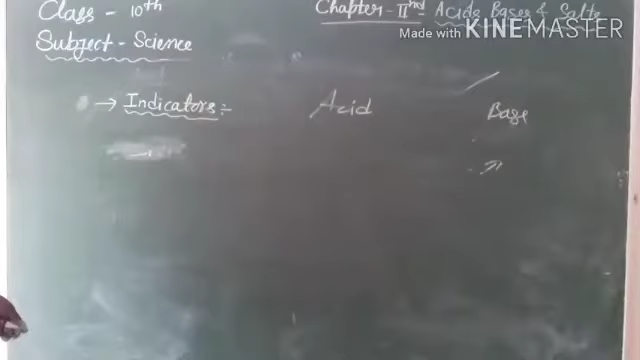 Class - 10th
Chapter - IInd - Acids Bases & Salts
Made with KINEMASTER
Subject - Science
→ Indicators :-
Acid
Base